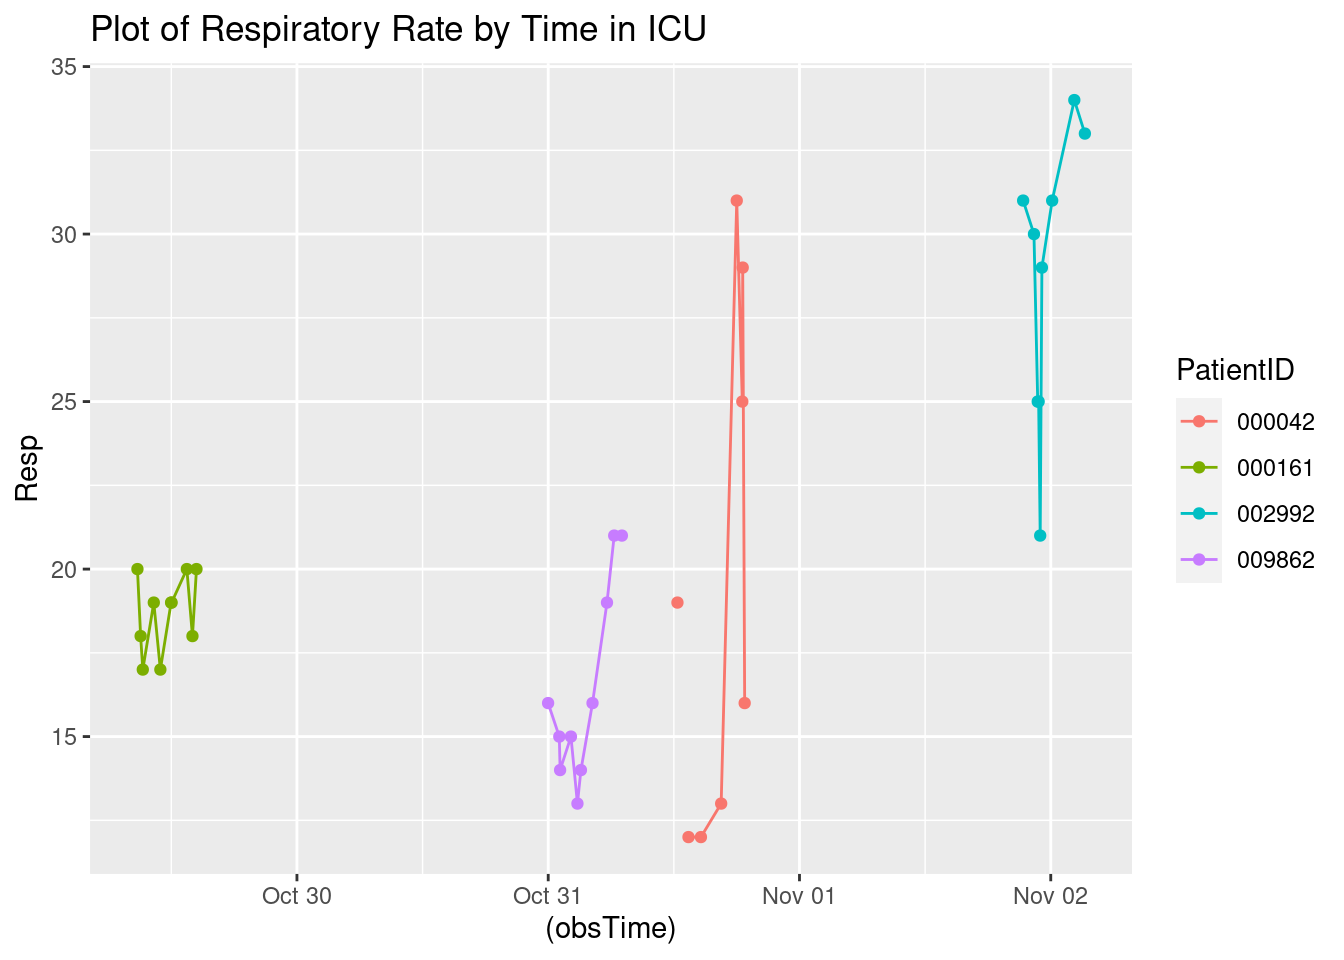 Plot of Respiratory Rate by Time in ICU
35
30
25
20
15
Resp
Oct 30
Oct 31
Nov 01
Nov 02
(obsTime)
PatientID
000042
000161
002992
009862